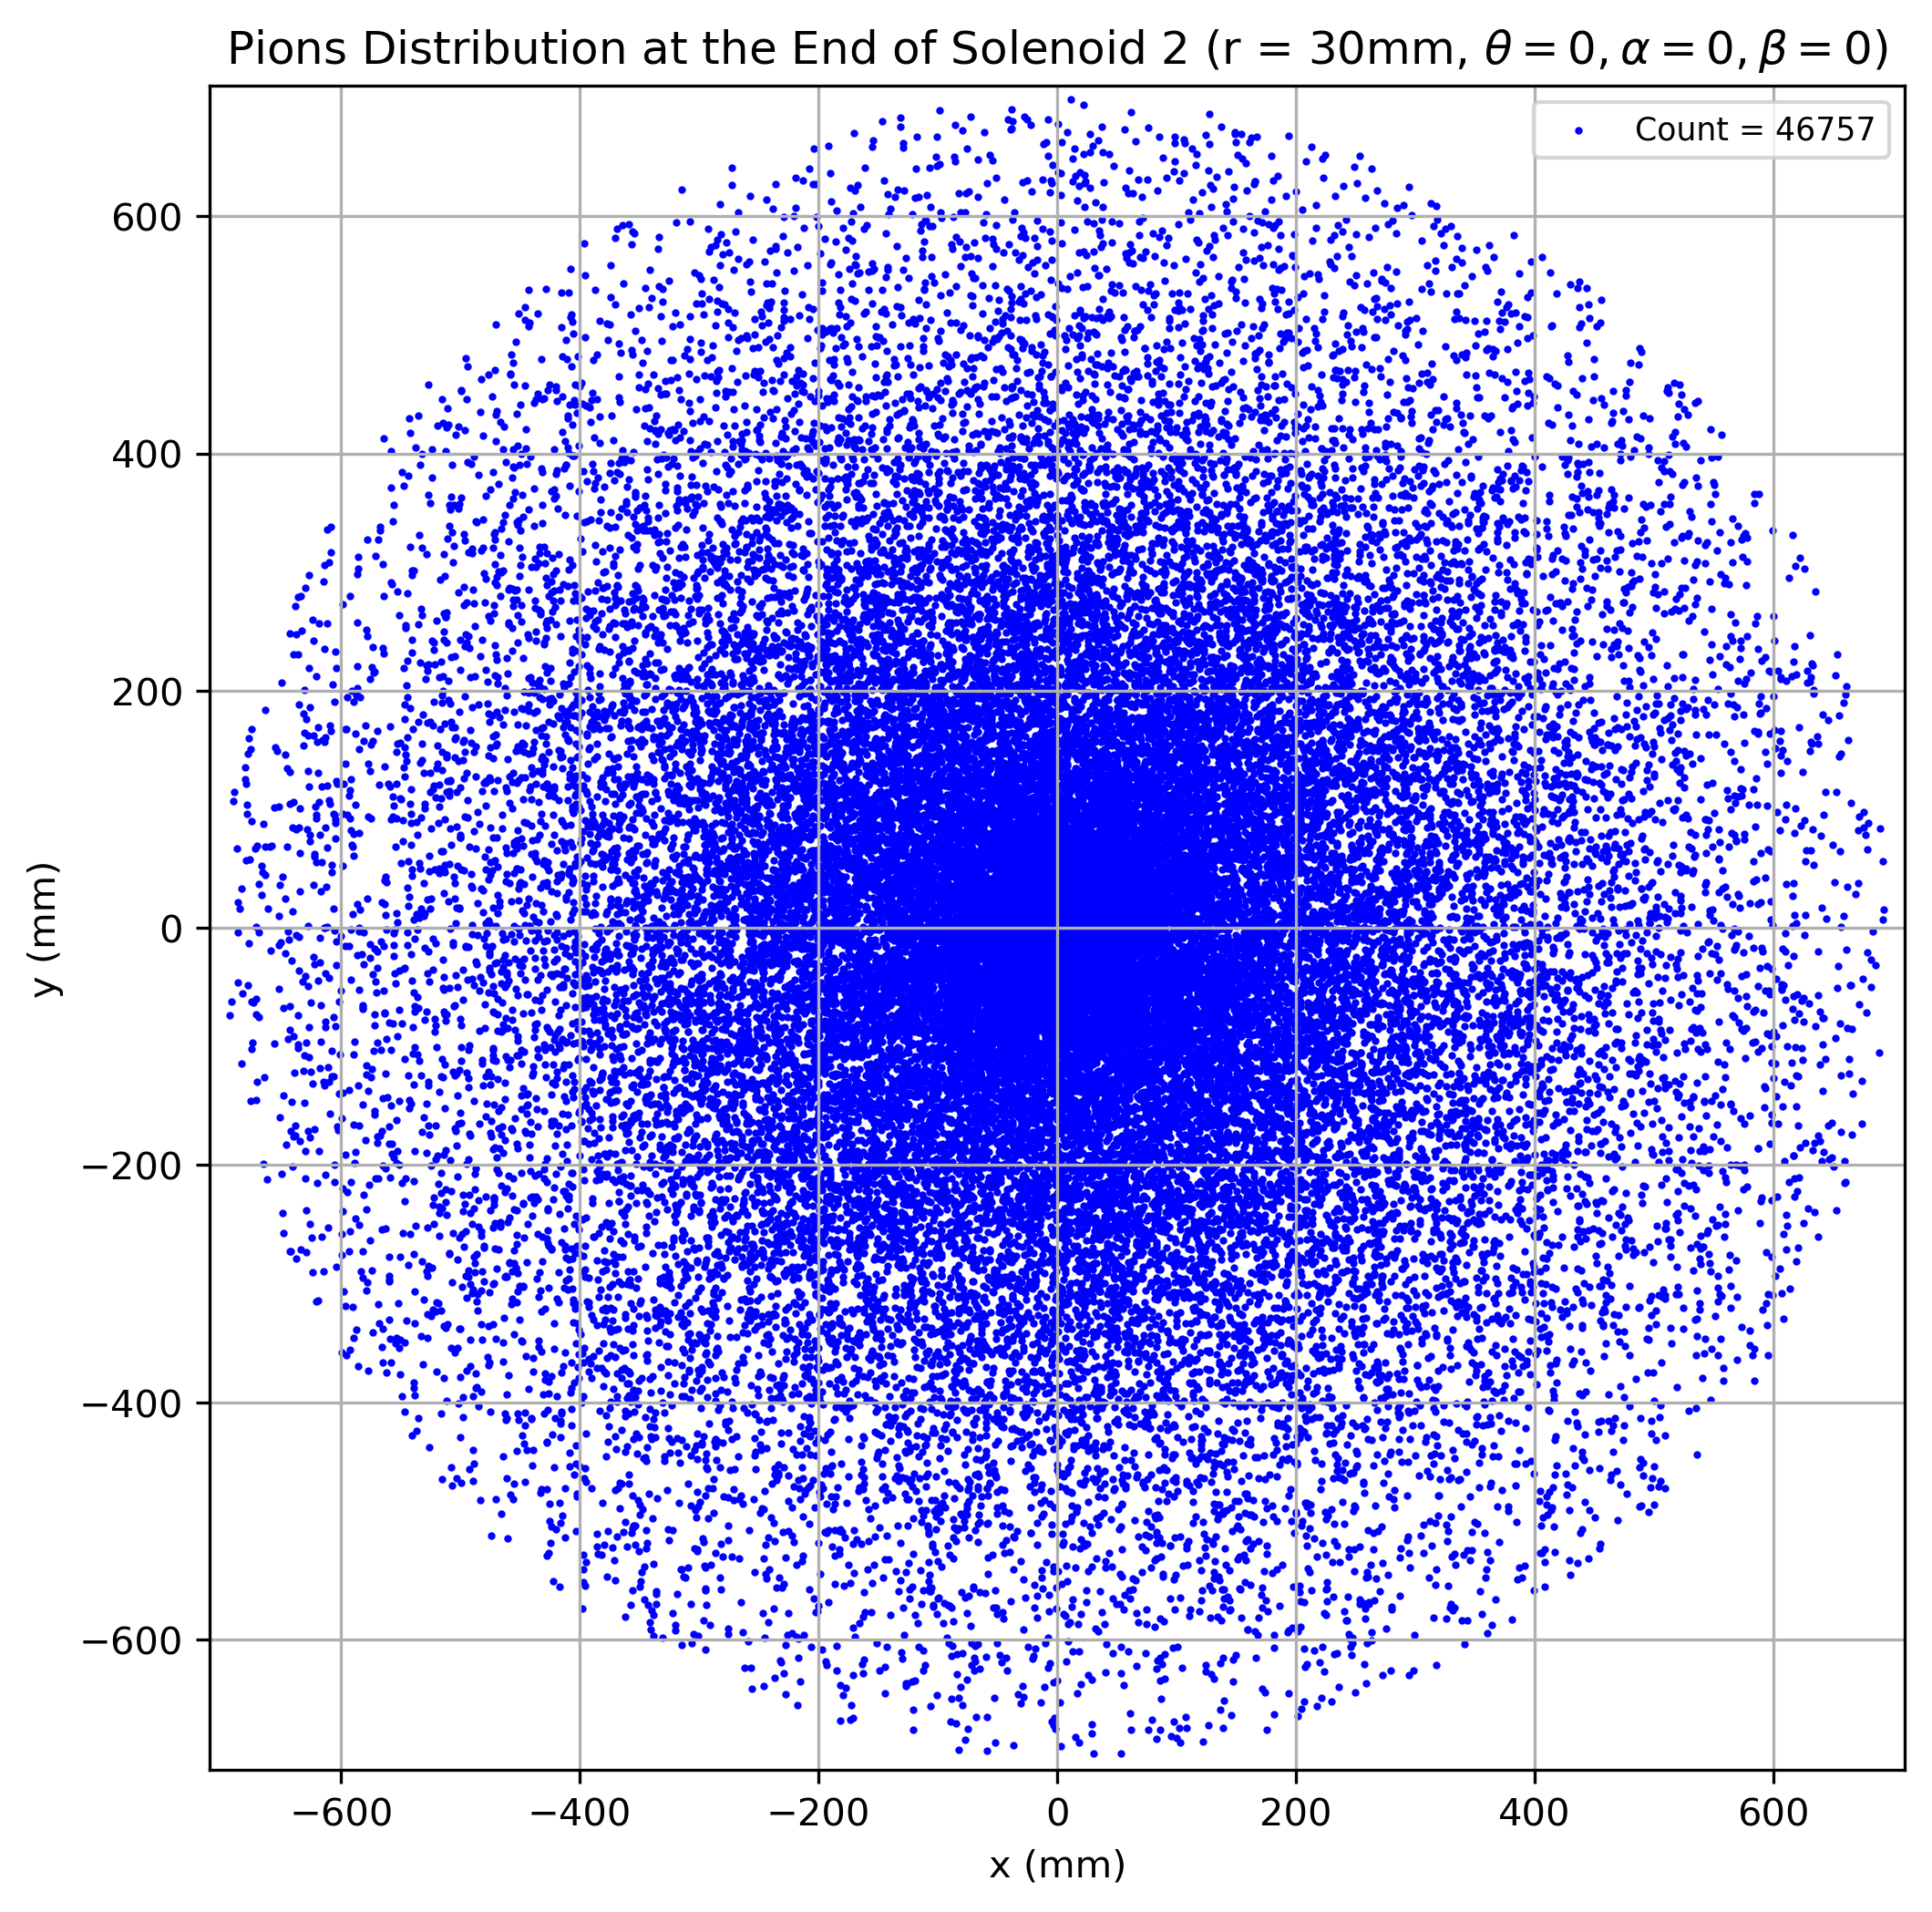 Pions Distribution at the End of Solenoid 2 (r = 30mm, θ = 0, α = 0, β = 0)
Count = 46757
600
400
200
0
−200
−400
−600
y (mm)
−600 −400 −200 0 200 400 600
x (mm)